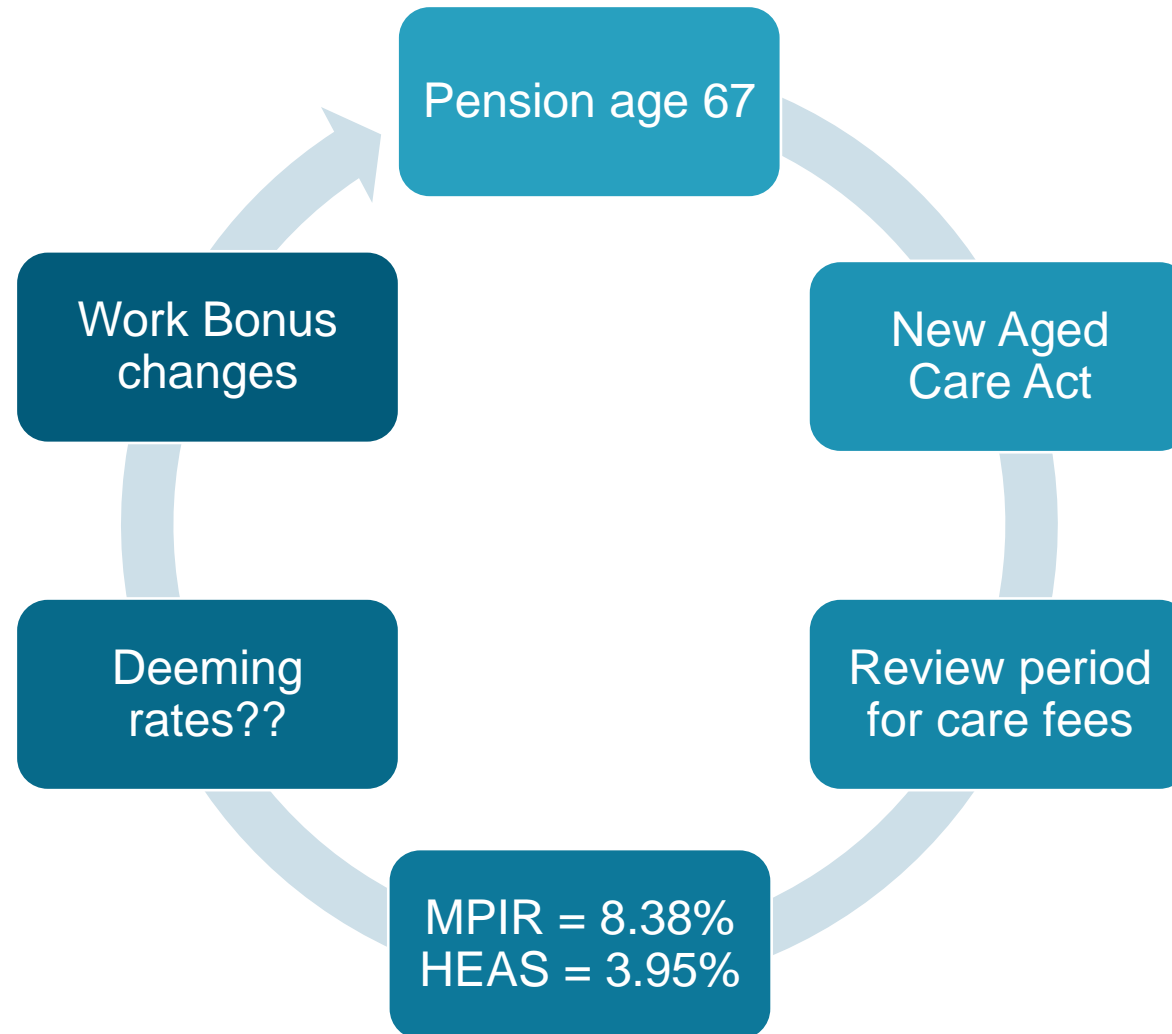 Pension age 67
New Aged
Care Act
Review period
for care fees
MPIR = 8.38%
HEAS = 3.95%
Deeming
rates??
Work Bonus
changes